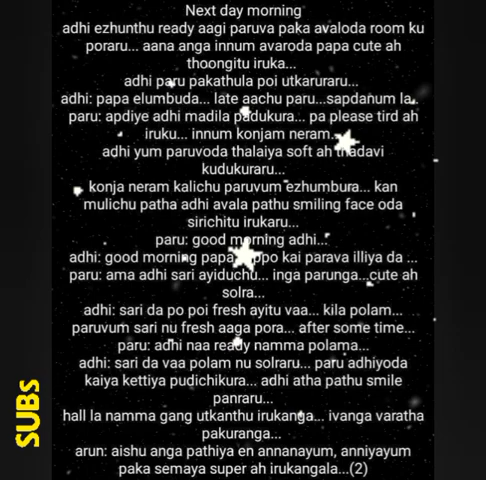 Next day morning
adhi ezhunthu ready aagi paruva paka avaloda room ku
poraru... aana anga innum avaroda papa cute ah
thoongitu iruka...
adhi paru pakathula poi utkaruraru...
adhi: papa elumbuda... late aachu paru...sapdanum la..
paru: apdiye adhi madila padukura... pa please tird ah
iruku... innum konjam neram..
adhi yum paruvoda thalaiya soft ah thadavi
kudukuraru...
konja neram kalichu paruvum ezhumbura... kan
mulichu patha adhi avala pathu smiling face oda
sirichitu irukaru...
paru: good morning adhi...
adhi: good morning papa kai parava illiya da ...
paru: ama adhi sari ayiduchu... inga parunga...cute ah
solra...
adhi: sari da po poi fresh ayitu vaa... kila polam...
paruvum sari nu fresh aaga pora... after some time...
paru: adhi naa ready namma polama...
adhi: sari da vaa polam nu solraru... paru adhiyoda
kaiya kettiya pudichikura... adhi atha pathu smile
panraru...
hall la namma gang utkanthu irukanga... ivanga varatha
pakuranga...
arun: aishu anga pathiya en annanayum, anniyayum
paka semaya super ah irukangala...(2)
SUBS